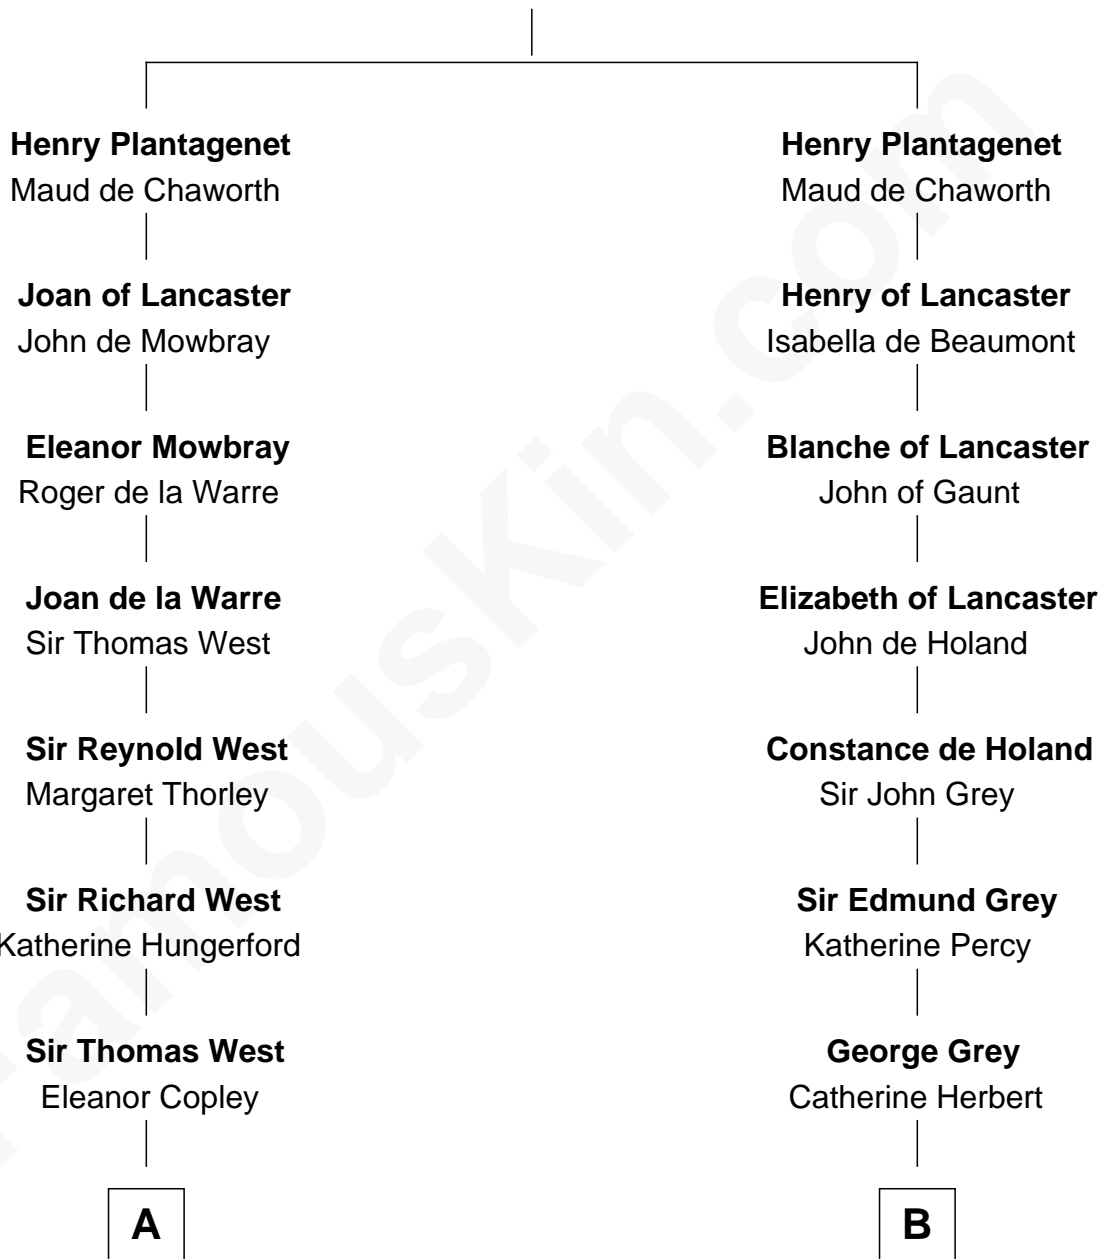 Henry Plantagenet
Maud de Chaworth
Joan of Lancaster
John de Mowbray
Eleanor Mowbray
Roger de la Warre
Joan de la Warre
Sir Thomas West
Sir Reynold West
Margaret Thorley
Sir Richard West
Katherine Hungerford
Sir Thomas West
Eleanor Copley
A
Henry Plantagenet
Maud de Chaworth
Henry of Lancaster
Isabella de Beaumont
Blanche of Lancaster
John of Gaunt
Elizabeth of Lancaster
John de Holand
Constance de Holand
Sir John Grey
Sir Edmund Grey
Katherine Percy
George Grey
Catherine Herbert
B
FamousKin.com